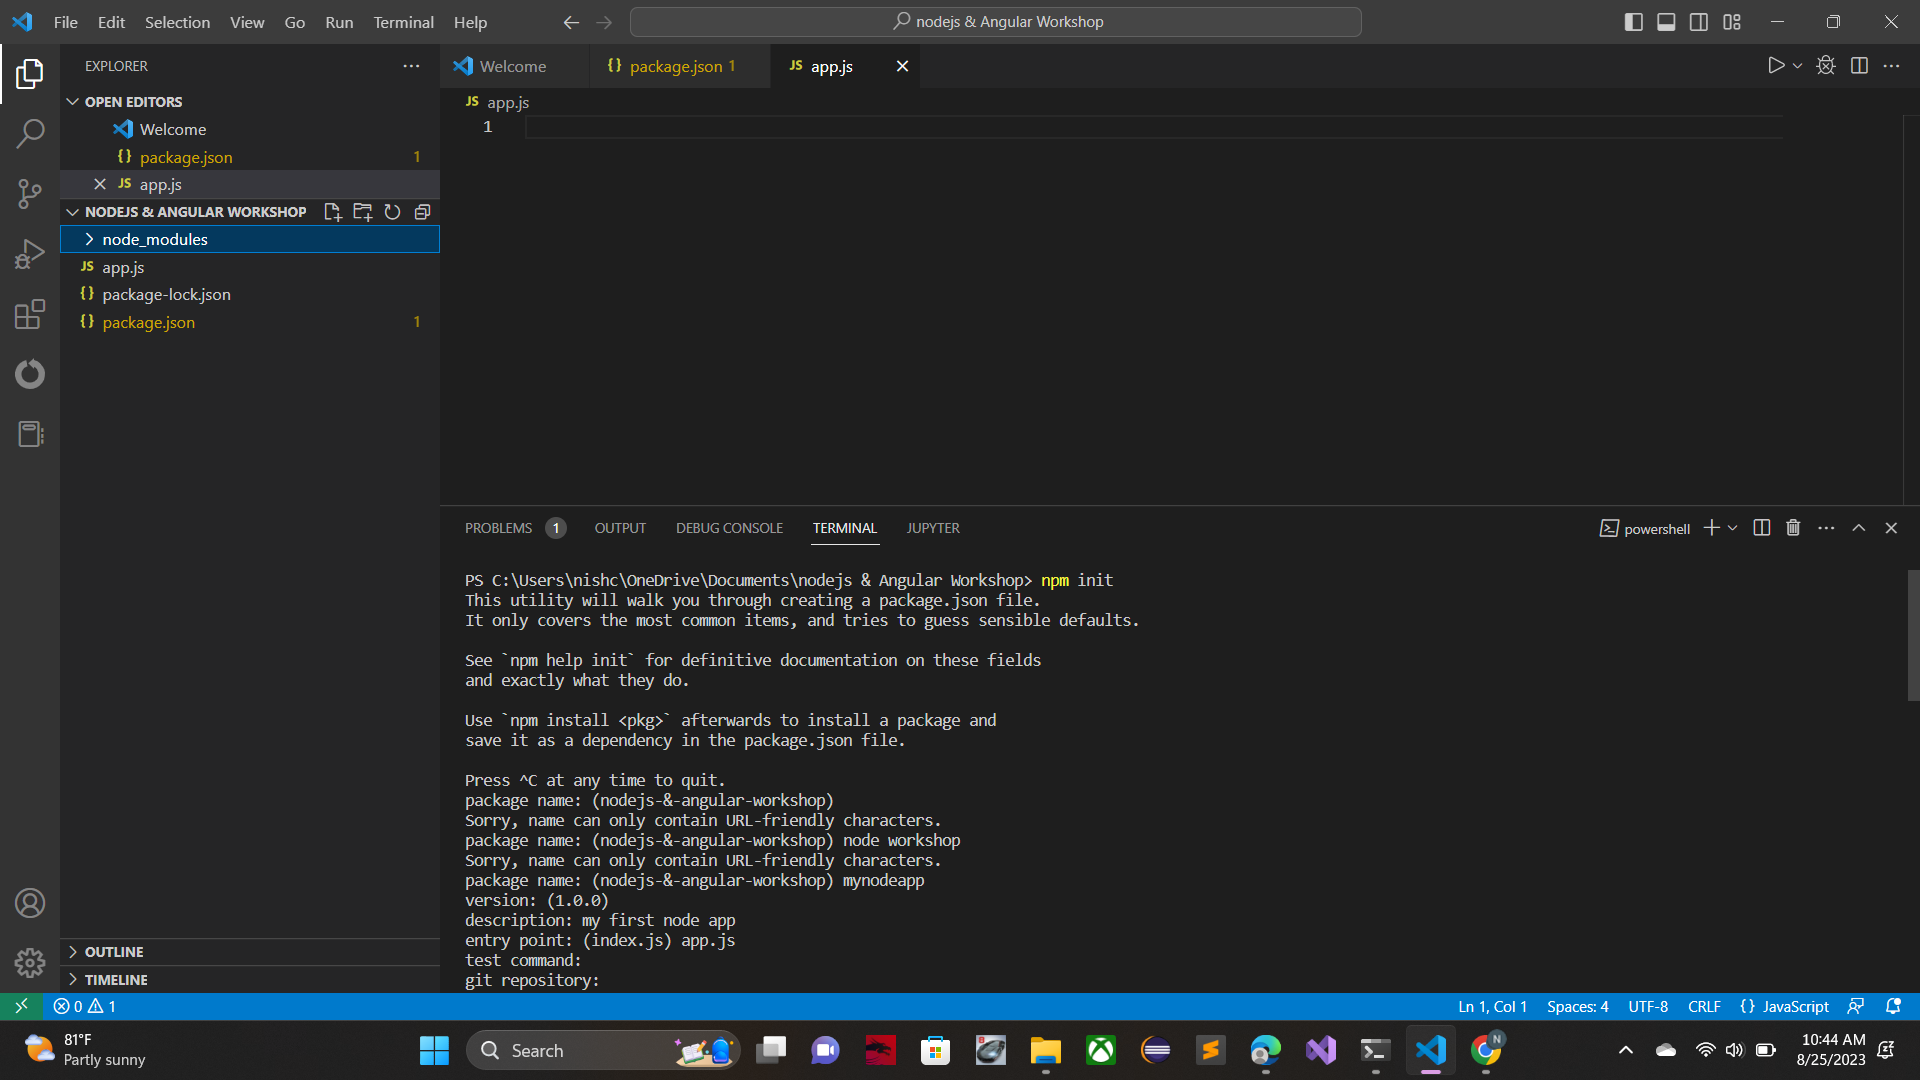 File Edit Selection View Go Run Terminal Help
nodejs & Angular Workshop
EXPLORER
Welcome
{} package.json 1
JS app.js
OPEN EDITORS
Welcome
{} package.json 1
JS app.js
NODEJS & ANGULAR WORKSHOP
node_modules
JS app.js
{} package-lock.json
{} package.json 1
OUTLINE
TIMELINE
JS app.js
1
PROBLEMS 1 OUTPUT DEBUG CONSOLE TERMINAL JUPYTER
powershell
PS C:\Users\nishc\OneDrive\Documents\nodejs & Angular Workshop> npm init
This utility will walk you through creating a package.json file.
It only covers the most common items, and tries to guess sensible defaults.
See `npm help init` for definitive documentation on these fields
and exactly what they do.
Use `npm install <pkg>` afterwards to install a package and
save it as a dependency in the package.json file.
Press ^C at any time to quit.
package name: (nodejs-&-angular-workshop)
Sorry, name can only contain URL-friendly characters.
package name: (nodejs-&-angular-workshop) node workshop
Sorry, name can only contain URL-friendly characters.
package name: (nodejs-&-angular-workshop) mynodeapp
version: (1.0.0)
description: my first node app
entry point: (index.js) app.js
test command:
git repository:
0 1
Ln 1, Col 1 Spaces: 4 UTF-8 CRLF {} JavaScript
81°F
Partly sunny
Search
N
10:44 AM
8/25/2023